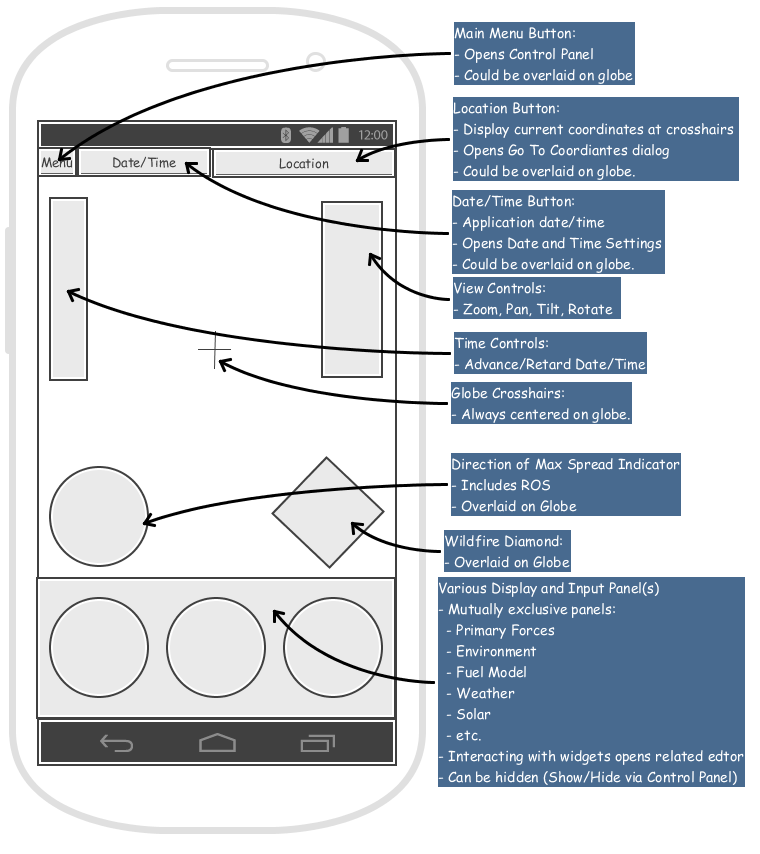 Main Menu Button:
- Opens Control Panel
- Could be overlaid on globe
Location Button:
- Display current coordinates at crosshairs
- Opens Go To Coordiantes dialog
- Could be overlaid on globe.
12:00
Menu
Date/Time
Location
Date/Time Button:
- Application date/time
- Opens Date and Time Settings
- Could be overlaid on globe.
View Controls:
- Zoom, Pan, Tilt, Rotate
Time Controls:
- Advance/Retard Date/Time
Globe Crosshairs:
- Always centered on globe.
Direction of Max Spread Indicator
- Includes ROS
- Overlaid on Globe
Wildfire Diamond:
- Overlaid on Globe
Various Display and Input Panel(s)
- Mutually exclusive panels:
- Primary Forces
- Environment
- Fuel Model
- Weather
- Solar
- etc.
- Interacting with widgets opens related edtor
- Can be hidden (Show/Hide via Control Panel)